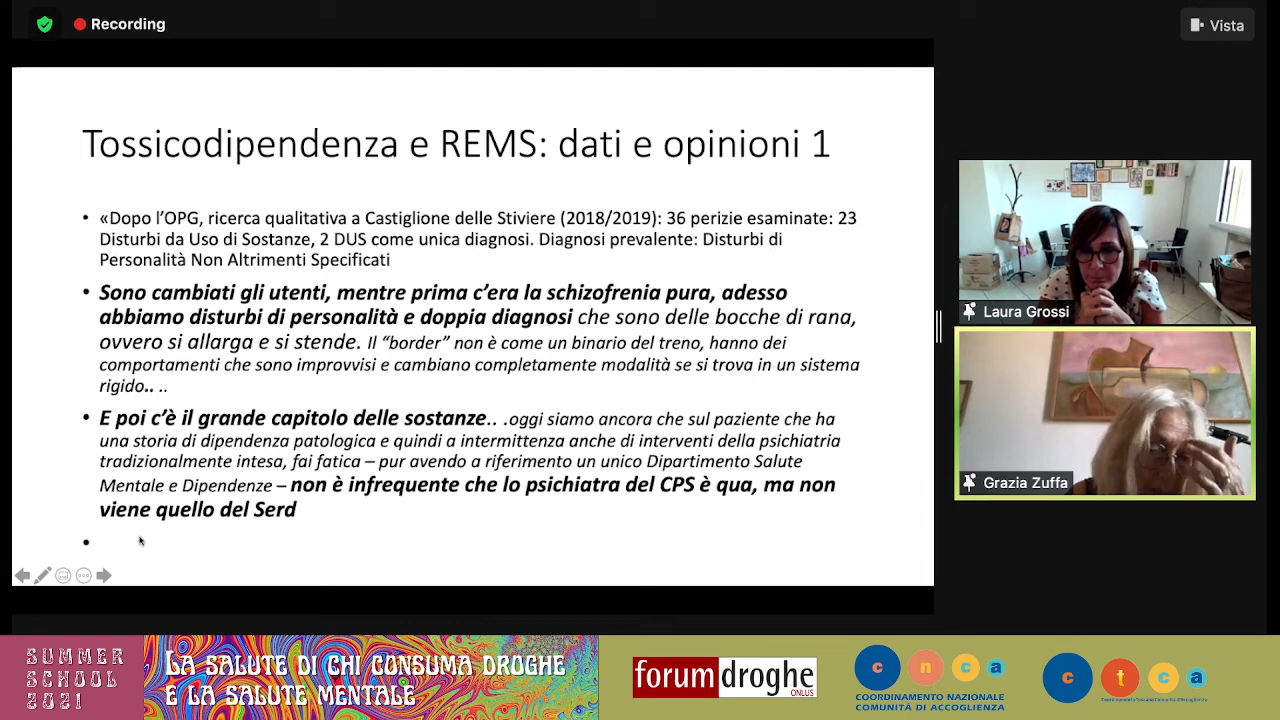 Recording
Vista
Tossicodipendenza e REMS: dati e opinioni 1
• «Dopo l'OPG, ricerca qualitativa a Castiglione delle Stiviere (2018/2019): 36 perizie esaminate: 23
Disturbi da Uso di Sostanze, 2 DUS come unica diagnosi. Diagnosi prevalente: Disturbi di
Personalità Non Altrimenti Specificati
• Sono cambiati gli utenti, mentre prima c'era la schizofrenia pura, adesso
abbiamo disturbi di personalità e doppia diagnosi che sono delle bocche di rana,
ovvero si allarga e si stende. Il "border" non è come un binario del treno, hanno dei
comportamenti che sono improvvisi e cambiano completamente modalità se si trova in un sistema
rigido.. ..
• E poi c'è il grande capitolo delle sostanze.. .oggi siamo ancora che sul paziente che ha
una storia di dipendenza patologica e quindi a intermittenza anche di interventi della psichiatria
tradizionalmente intesa, fai fatica – pur avendo a riferimento un unico Dipartimento Salute
Mentale e Dipendenze – non è infrequente che lo psichiatra del CPS è qua, ma non
viene quello del Serd
•
Laura Grossi
Grazia Zuffa
SUMMER
SCHOOL
2021
LA SALUTE DI CHI CONSUMA DROGHE
E LA SALUTE MENTALE
forumdroghe
ONLUS
c n c a
COORDINAMENTO NAZIONALE
COMUNITÀ DI ACCOGLIENZA
c t c a